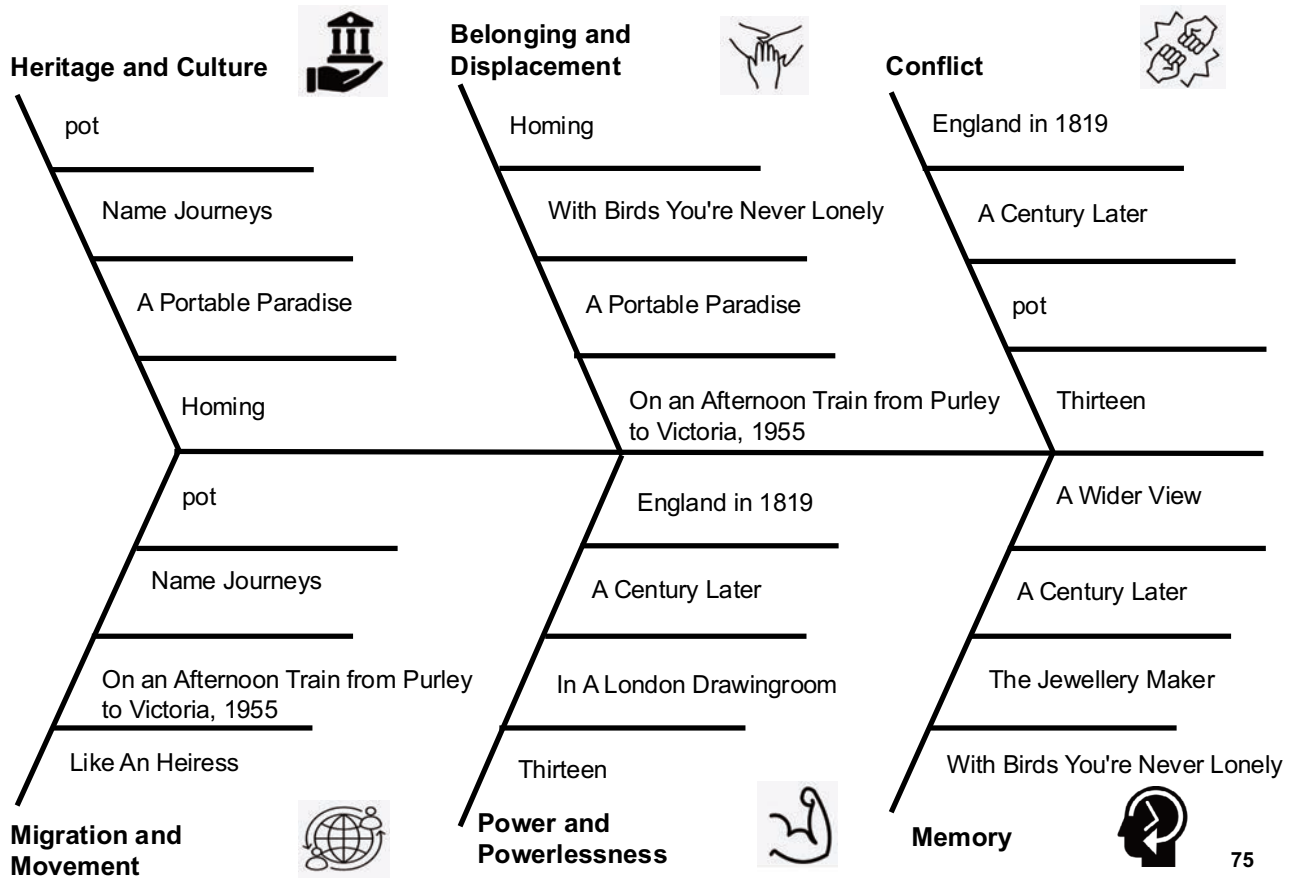 Heritage and Culture
pot
Name Journeys
A Portable Paradise
Homing
Belonging and
Displacement
Homing
With Birds You're Never Lonely
A Portable Paradise
On an Afternoon Train from Purley
to Victoria, 1955
Conflict
England in 1819
A Century Later
pot
Thirteen
pot
Name Journeys
On an Afternoon Train from Purley
to Victoria, 1955
Like An Heiress
Migration and
Movement
England in 1819
A Century Later
In A London Drawingroom
Thirteen
Power and
Powerlessness
A Wider View
A Century Later
The Jewellery Maker
With Birds You're Never Lonely
Memory
75